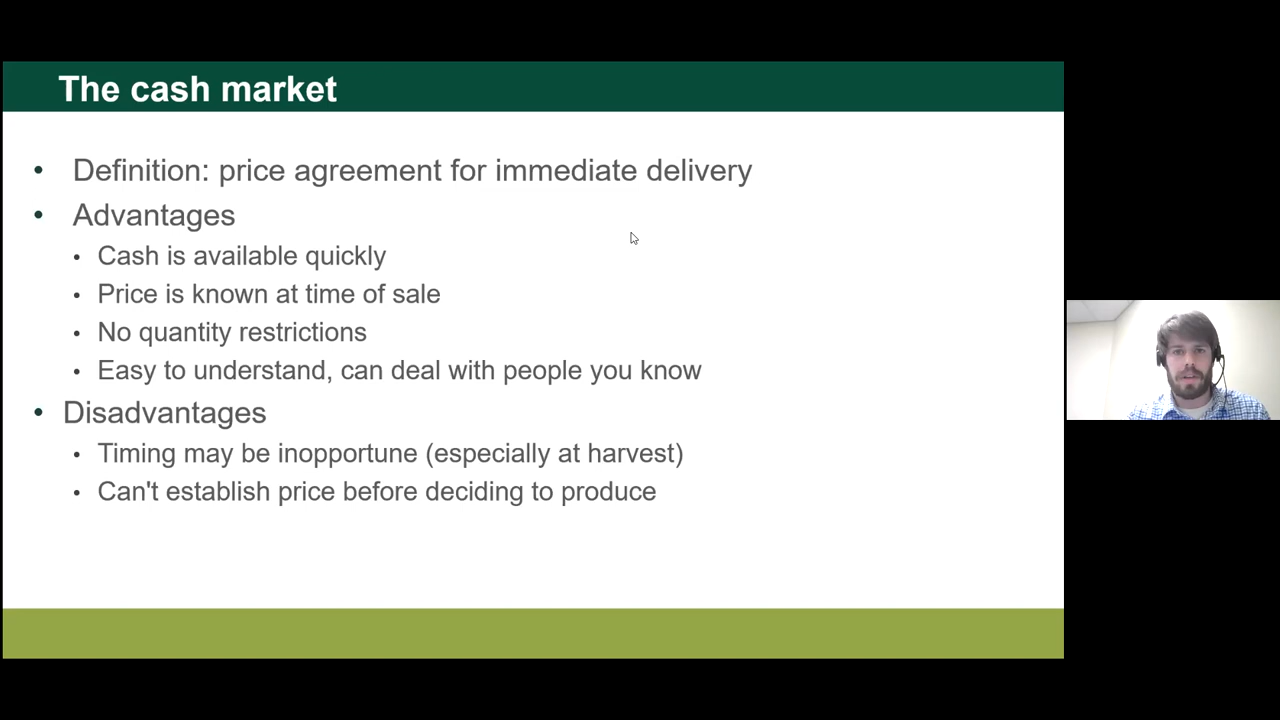 The cash market
• Definition: price agreement for immediate delivery
• Advantages
• Cash is available quickly
• Price is known at time of sale
• No quantity restrictions
• Easy to understand, can deal with people you know
• Disadvantages
• Timing may be inopportune (especially at harvest)
• Can't establish price before deciding to produce